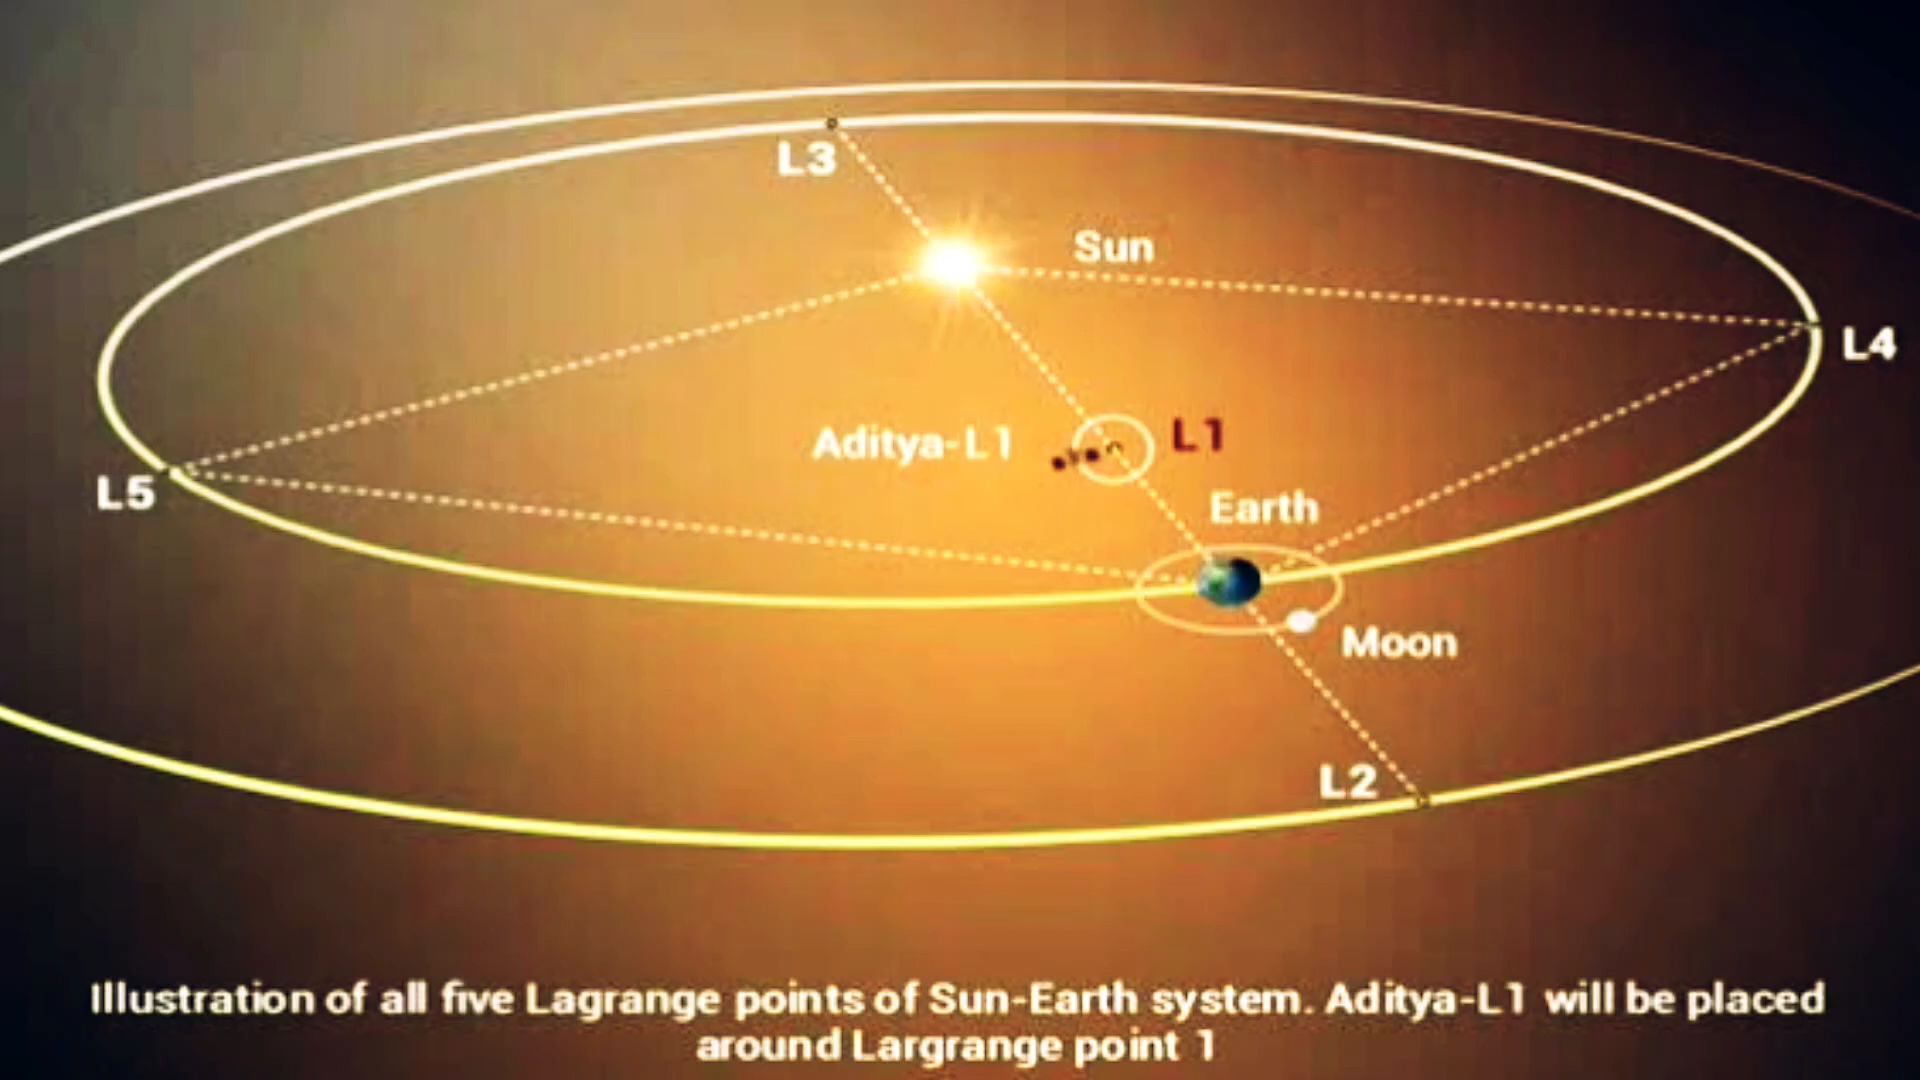 L3
Sun
L4
Aditya-L1
L1
L5
Earth
Moon
L2
Illustration of all five Lagrange points of Sun-Earth system. Aditya-L1 will be placed
around Largrange point 1